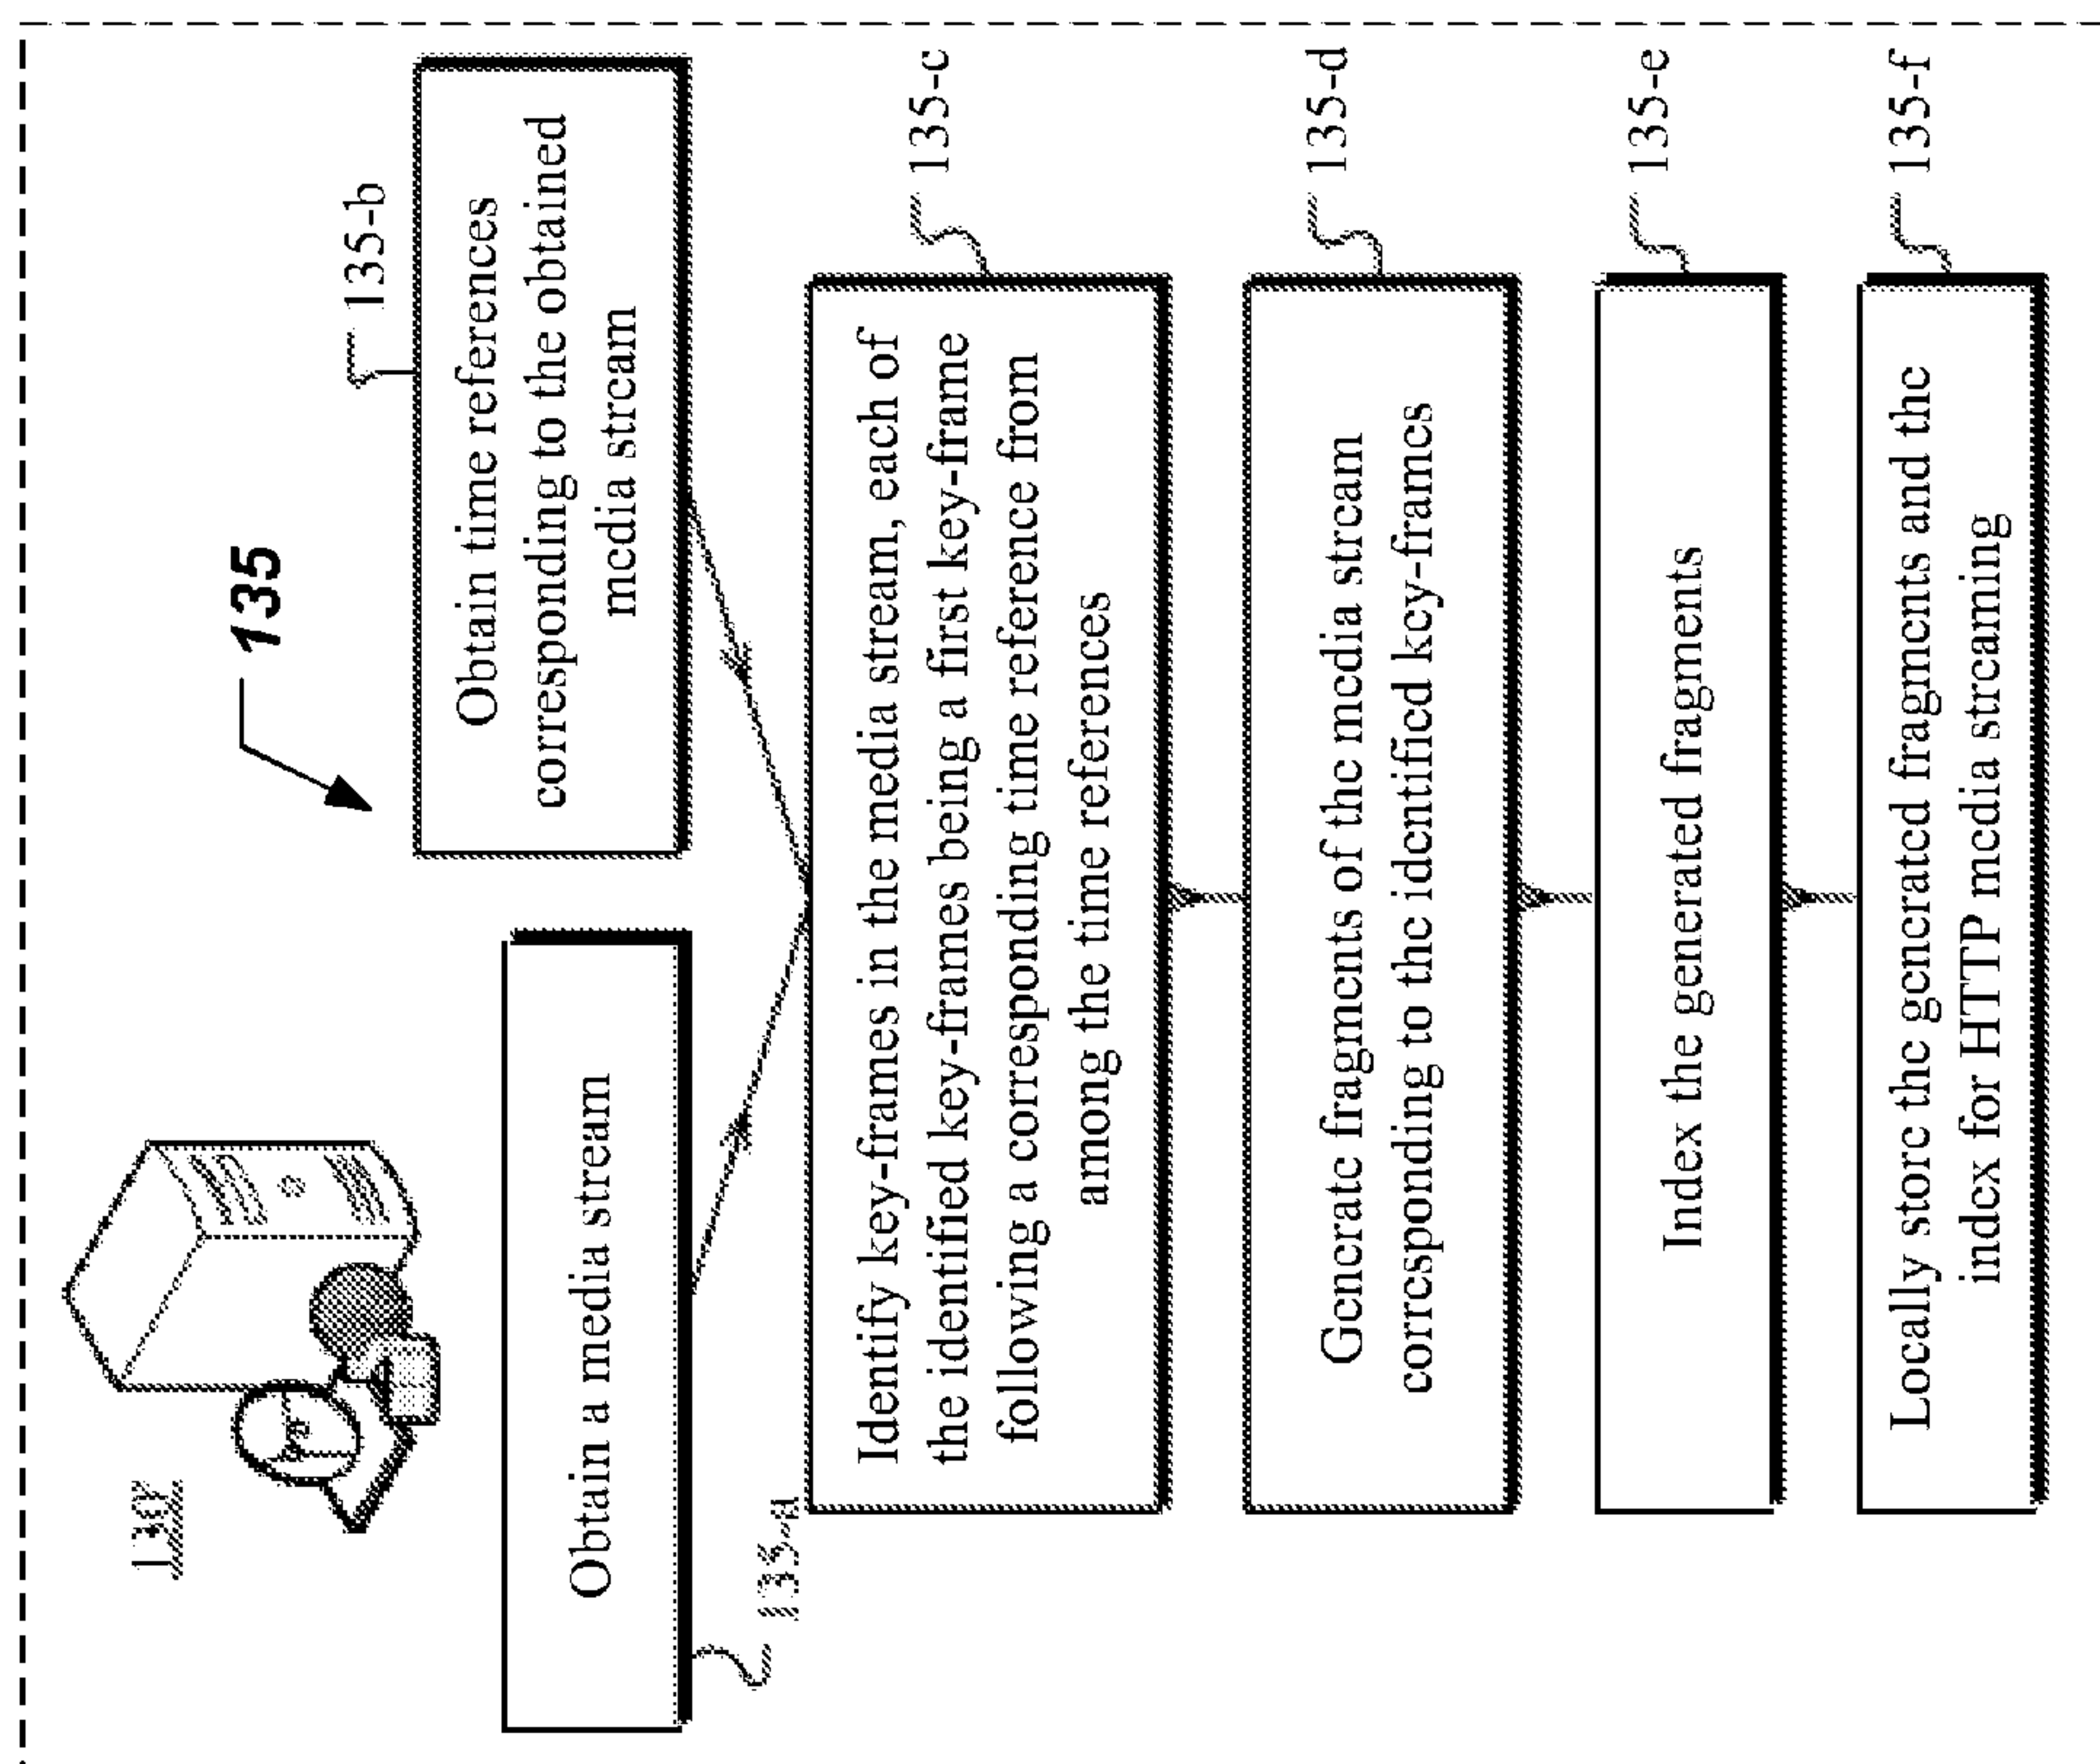 130
135
135-b
Obtain time references
corresponding to the obtained
media stream
Obtain a media stream
135-a
Identify key-frames in the media stream, each of
the identified key-frames being a first key-frame
following a corresponding time reference from
among the time references
135-c
Generate fragments of the media stream
corresponding to the identified key-frames
135-d
Index the generated fragments
135-e
Locally store the generated fragments and the
index for HTTP media streaming
135-f